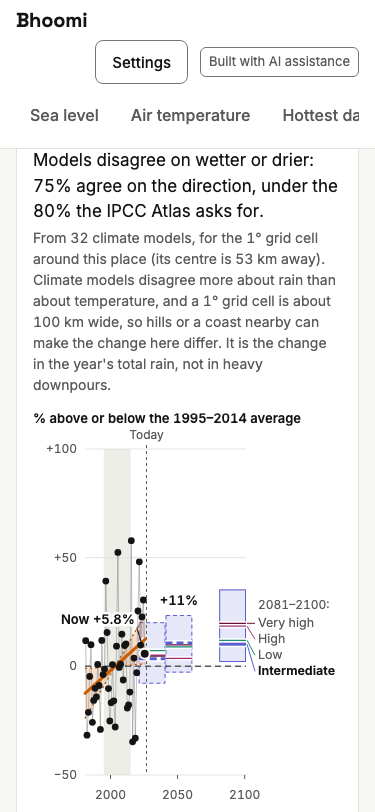 Bhoomi
Settings
Built with AI assistance
Sea level
Air temperature
Hottest da
Models disagree on wetter or drier:
75% agree on the direction, under the
80% the IPCC Atlas asks for.
From 32 climate models, for the 1° grid cell
around this place (its centre is 53 km away).
Climate models disagree more about rain than
about temperature, and a 1° grid cell is about
100 km wide, so hills or a coast nearby can
make the change here differ. It is the change
in the year's total rain, not in heavy
downpours.
% above or below the 1995–2014 average
Today
+100
+50
+11%
2081–2100:
Now +5.8%
Very high
High
Low
Intermediate
0
−50
2000
2050
2100